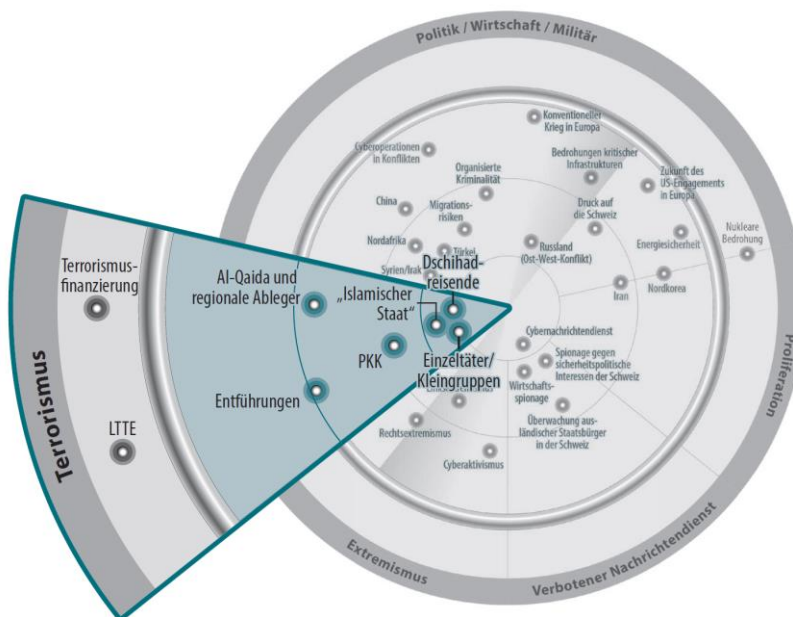 Politik / Wirtschaft / Militär
Konventioneller
Krieg in Europa
Cyberoperationen
in Konflikten
Bedrohungen kritischer
Infrastrukturen
Organisierte
Kriminalität
Zukunft des
US-Engagements
in Europa
China
Migrations-
risiken
Druck auf
die Schweiz
Nukleare
Bedrohung
Nordafrika
Türkei
Russland
(Ost-West-Konflikt)
Energiesicherheit
Syrien/Irak
Dschihad-
reisende
Iran
Nordkorea
Terrorismus-
finanzierung
Al-Qaida und
regionale Ableger
„Islamischer
Staat“
Cybernachrichtendienst
PKK
Einzeltäter/
Kleingruppen
Spionage gegen
sicherheitspolitische
Interessen der Schweiz
Wirtschafts-
spionage
Entführungen
Terrorismus
LTTE
Rechtsextremismus
Überwachung aus-
ländischer Staatsbürger
in der Schweiz
Cyberaktivismus
Proliferation
Extremismus
Verbotener Nachrichtendienst